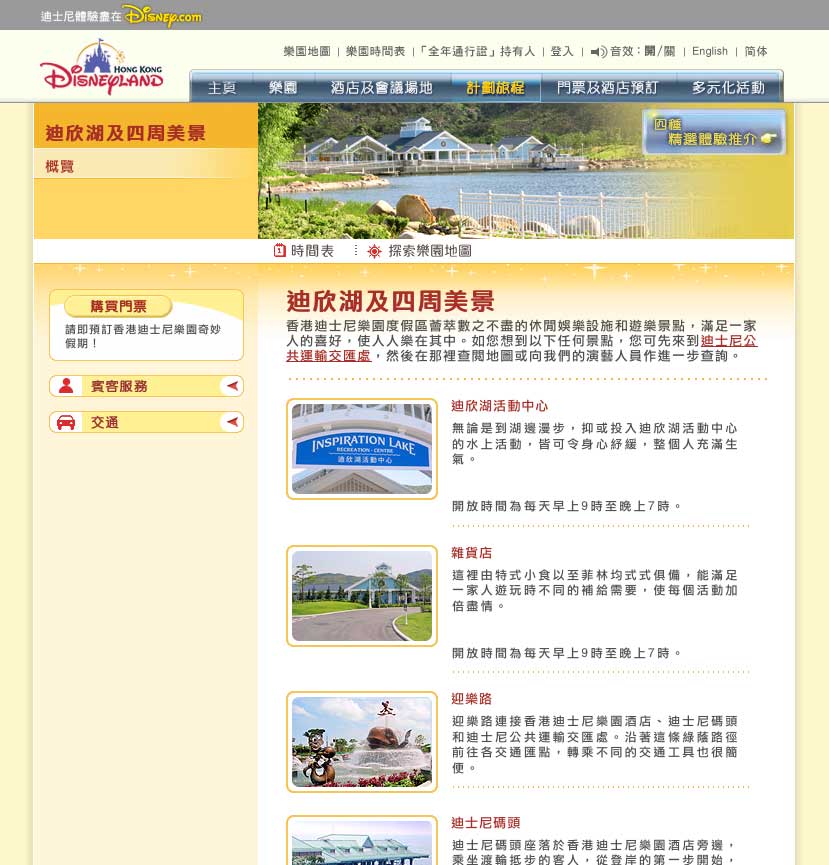 迪士尼體驗盡在 Disney.com
HONG KONG
Disneyland
樂園地圖 | 樂園時間表 | 「全年通行證」持有人 | 登入 | 音效：開/關 | English | 简体
主頁 樂園 酒店及會議場地 計劃旅程 門票及酒店預訂 多元化活動
迪欣湖及四周美景
概覽
四種
精選體驗推介
時間表 探索樂園地圖
購買門票
請即預訂香港迪士尼樂園奇妙
假期！
賓客服務
交通
迪欣湖及四周美景
香港迪士尼樂園度假區薈萃數之不盡的休閒娛樂設施和遊樂景點，滿足一家
人的喜好，使人人樂在其中。如您想到以下任何景點，您可先來到迪士尼公
共運輸交匯處，然後在那裡查閱地圖或向我們的演藝人員作進一步查詢。
INSPIRATION LAKE
RECREATION CENTRE
迪欣湖活動中心
迪欣湖活動中心
無論是到湖邊漫步，抑或投入迪欣湖活動中心
的水上活動，皆可令身心紓緩，整個人充滿生
氣。
開放時間為每天早上9時至晚上7時。
雜貨店
這裡由特式小食以至菲林均式式俱備，能滿足
一家人遊玩時不同的補給需要，使每個活動加
倍盡情。
開放時間為每天早上9時至晚上7時。
迎樂路
迎樂路連接香港迪士尼樂園酒店、迪士尼碼頭
和迪士尼公共運輸交匯處。沿著這條綠蔭路徑
前往各交通匯點，轉乘不同的交通工具也很簡
便。
迪士尼碼頭
迪士尼碼頭座落於香港迪士尼樂園酒店旁邊，
乘坐渡輪抵步的客人，從登岸的第一步開始，